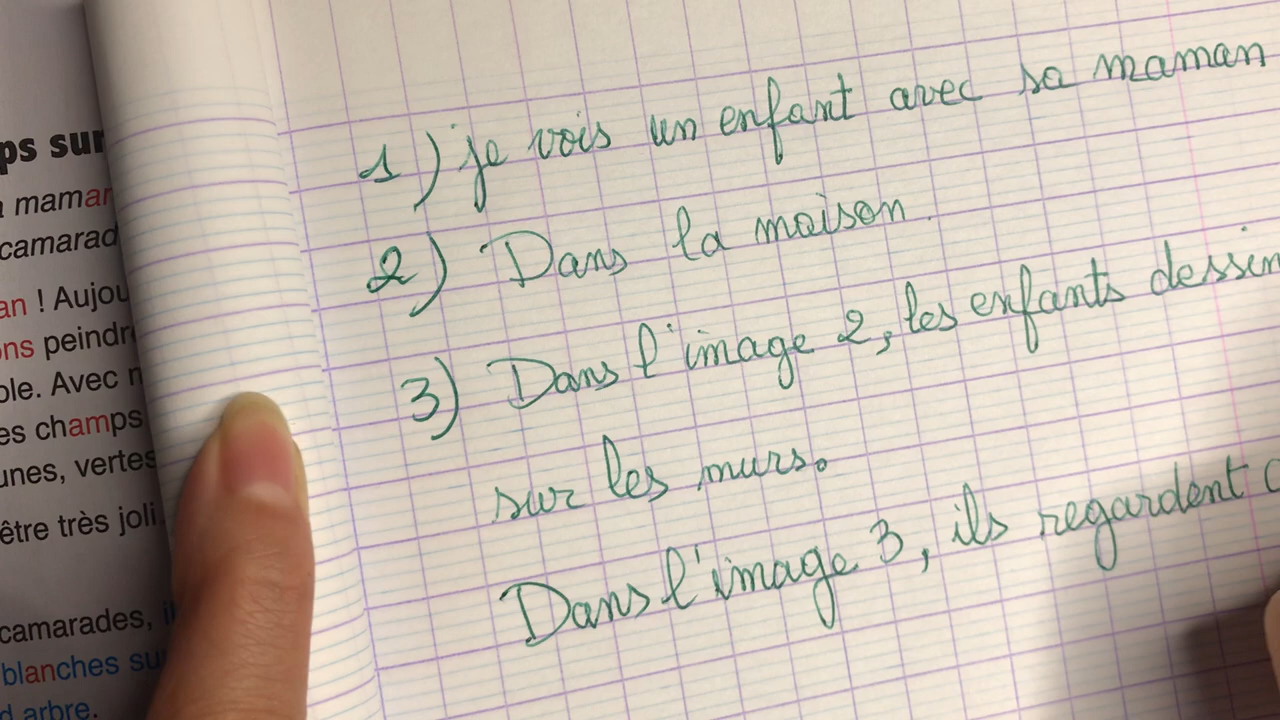 ps sur
maman
camarad
an ! Aujou
ons peindr
ble. Avec
es champs
unes, vertes
être très joli.
camarades, il
blanches su
d arbre.
1) je vois un enfant avec sa maman
2) Dans la maison.
3) Dans l'image 2, les enfants dessin
sur les murs.
Dans l'image 3, ils regardent